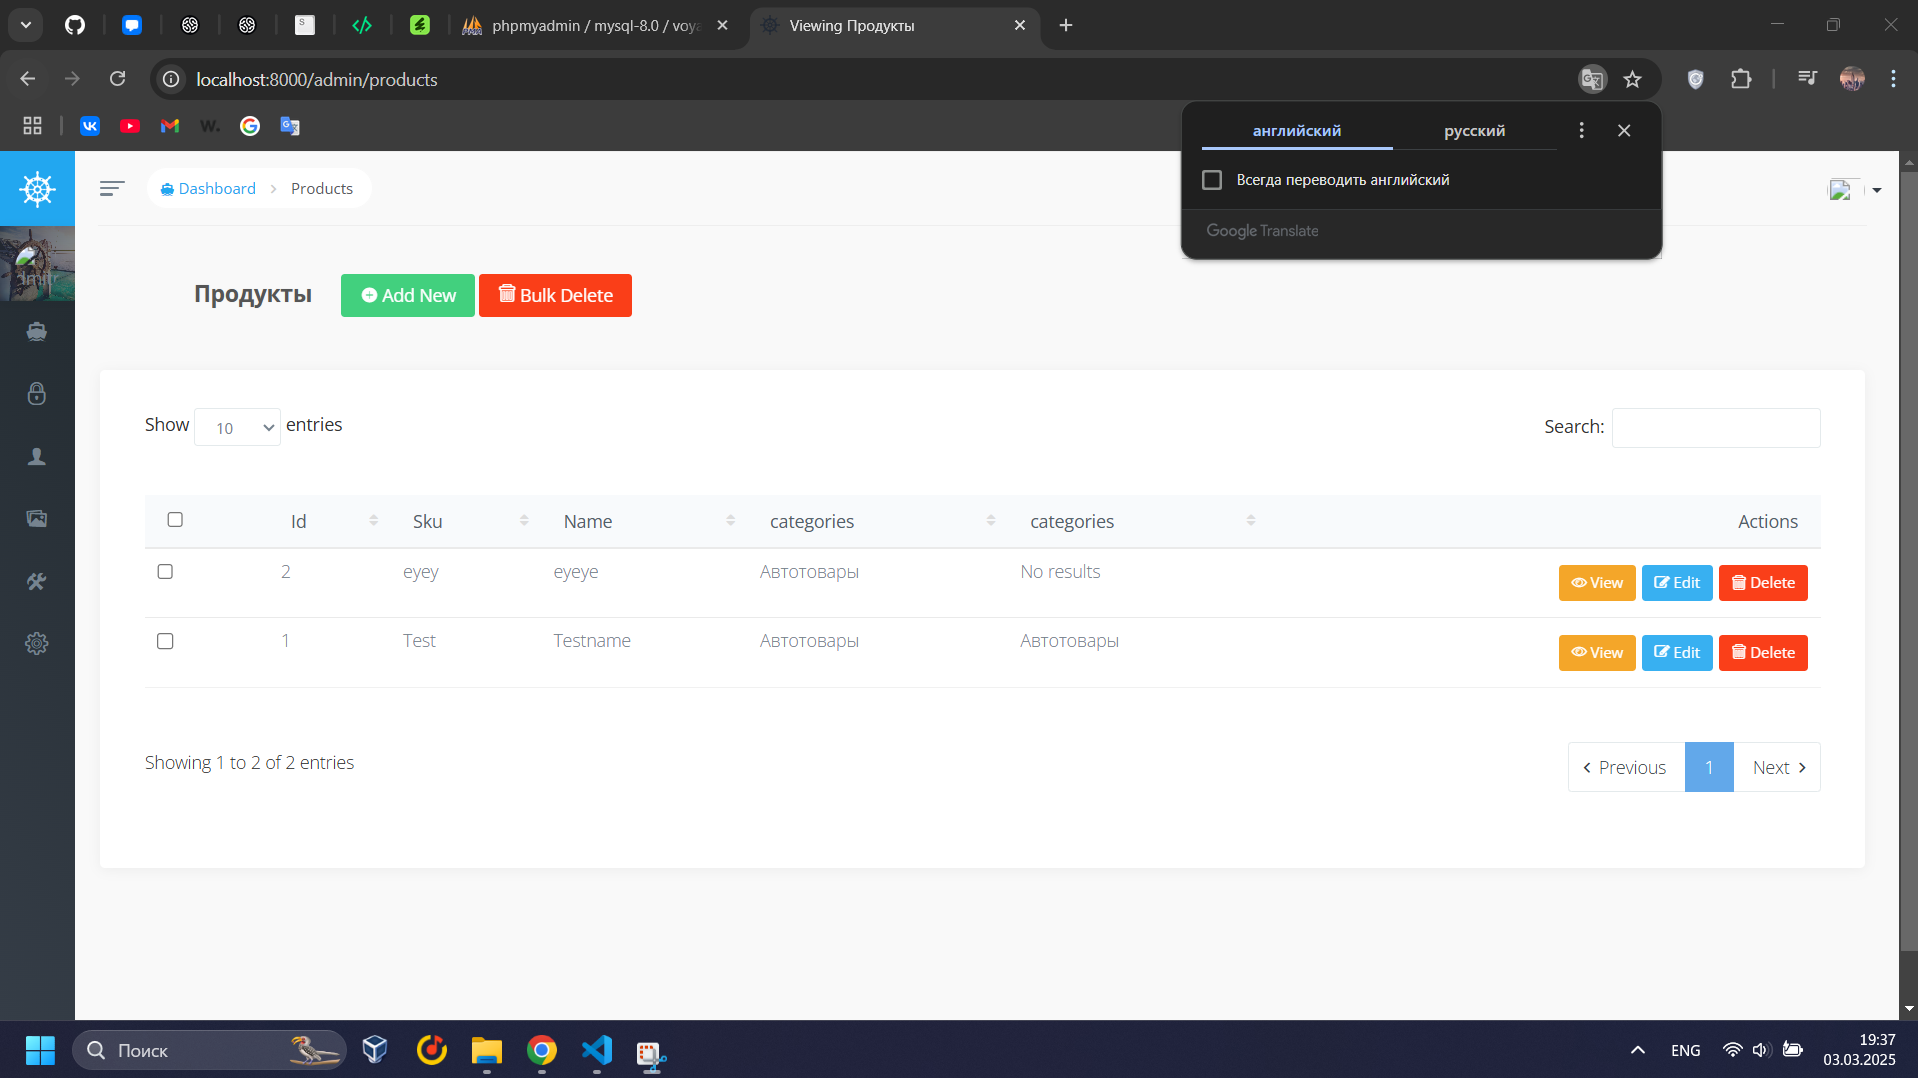 phpmyadmin / mysql-8.0 / voya
Viewing Продукты
localhost:8000/admin/products
английский
русский
Всегда переводить английский
Google Translate
Dashboard
Products
Продукты
Add New
Bulk Delete
Show 10 entries
Search:
Id Sku Name categories categories Actions
2 eyey eyeye Автотовары No results View Edit Delete
1 Test Testname Автотовары Автотовары View Edit Delete
Showing 1 to 2 of 2 entries
Previous 1 Next
Поиск
ENG
19:37
03.03.2025